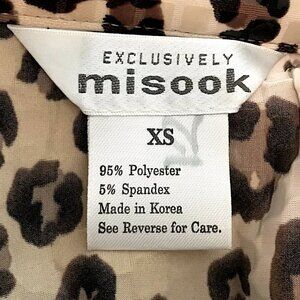 EXCLUSIVELY
misook
XS
95% Polyester
5% Spandex
Made in Korea
See Reverse for Care.